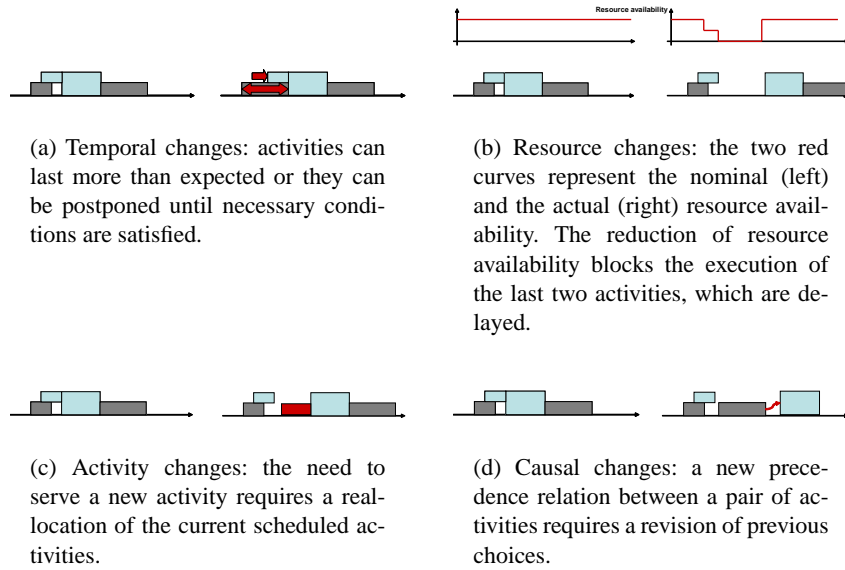 Resource availability
(a) Temporal changes: activities can
last more than expected or they can
be postponed until necessary condi-
tions are satisfied.
(b) Resource changes: the two red
curves represent the nominal (left)
and the actual (right) resource avail-
ability. The reduction of resource
availability blocks the execution of
the last two activities, which are de-
layed.
(c) Activity changes: the need to
serve a new activity requires a real-
location of the current scheduled ac-
tivities.
(d) Causal changes: a new prece-
dence relation between a pair of ac-
tivities requires a revision of previous
choices.